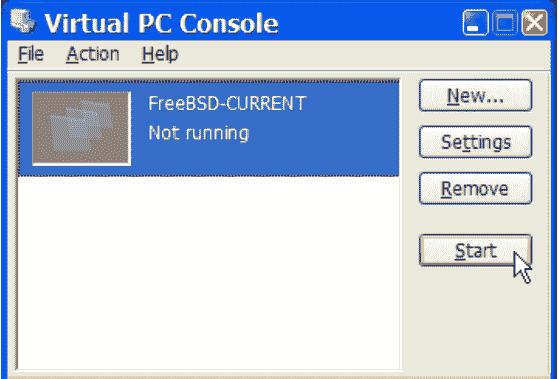 Virtual PC Console
File Action Help
FreeBSD-CURRENT
Not running
New...
Settings
Remove
Start